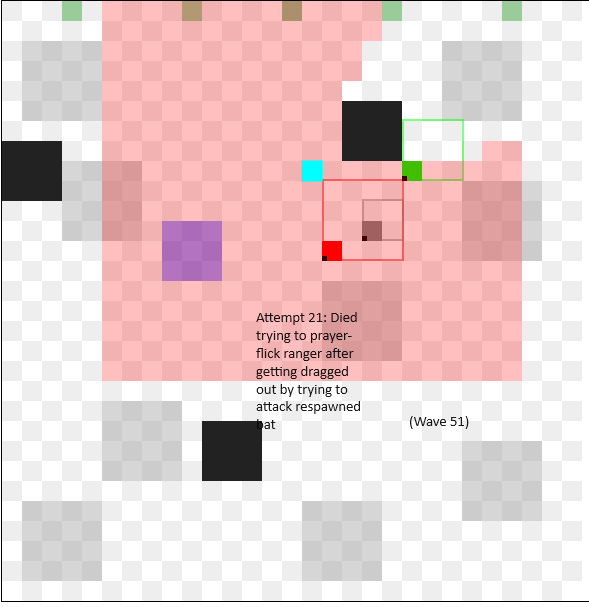 Attempt 21: Died
trying to prayer-
flick ranger after
getting dragged
out by trying to
attack respawned
bat
(Wave 51)